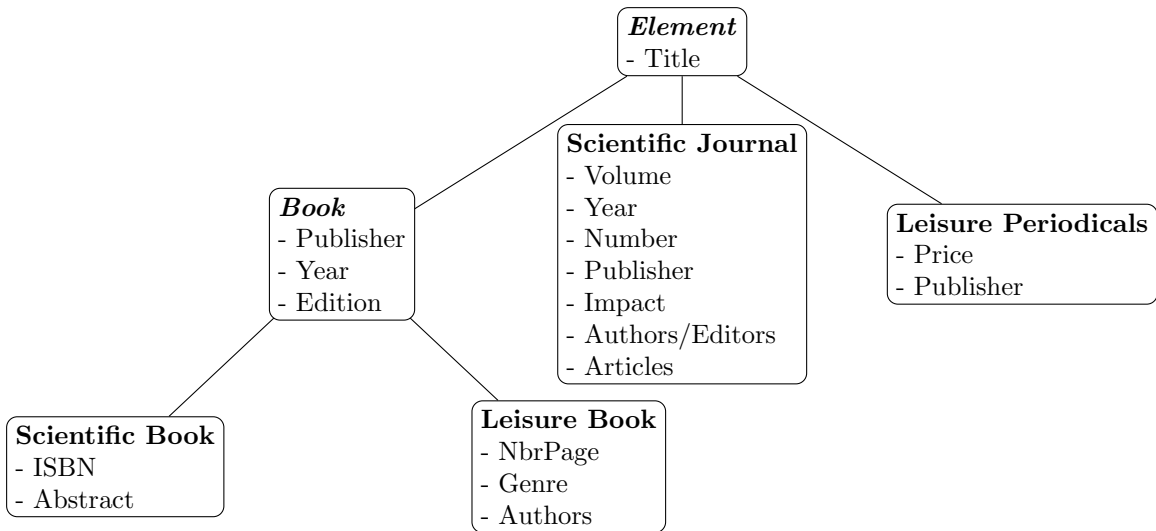 Element
- Title
Scientific Journal
- Volume
- Year
- Number
- Publisher
- Impact
- Authors/Editors
- Articles
Book
- Publisher
- Year
- Edition
Leisure Periodicals
- Price
- Publisher
Scientific Book
- ISBN
- Abstract
Leisure Book
- NbrPage
- Genre
- Authors